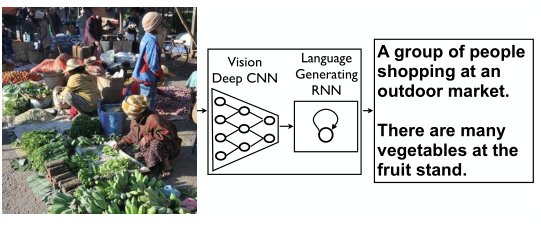 Vision
Deep CNN
Language
Generating
RNN
A group of people
shopping at an
outdoor market.
There are many
vegetables at the
fruit stand.